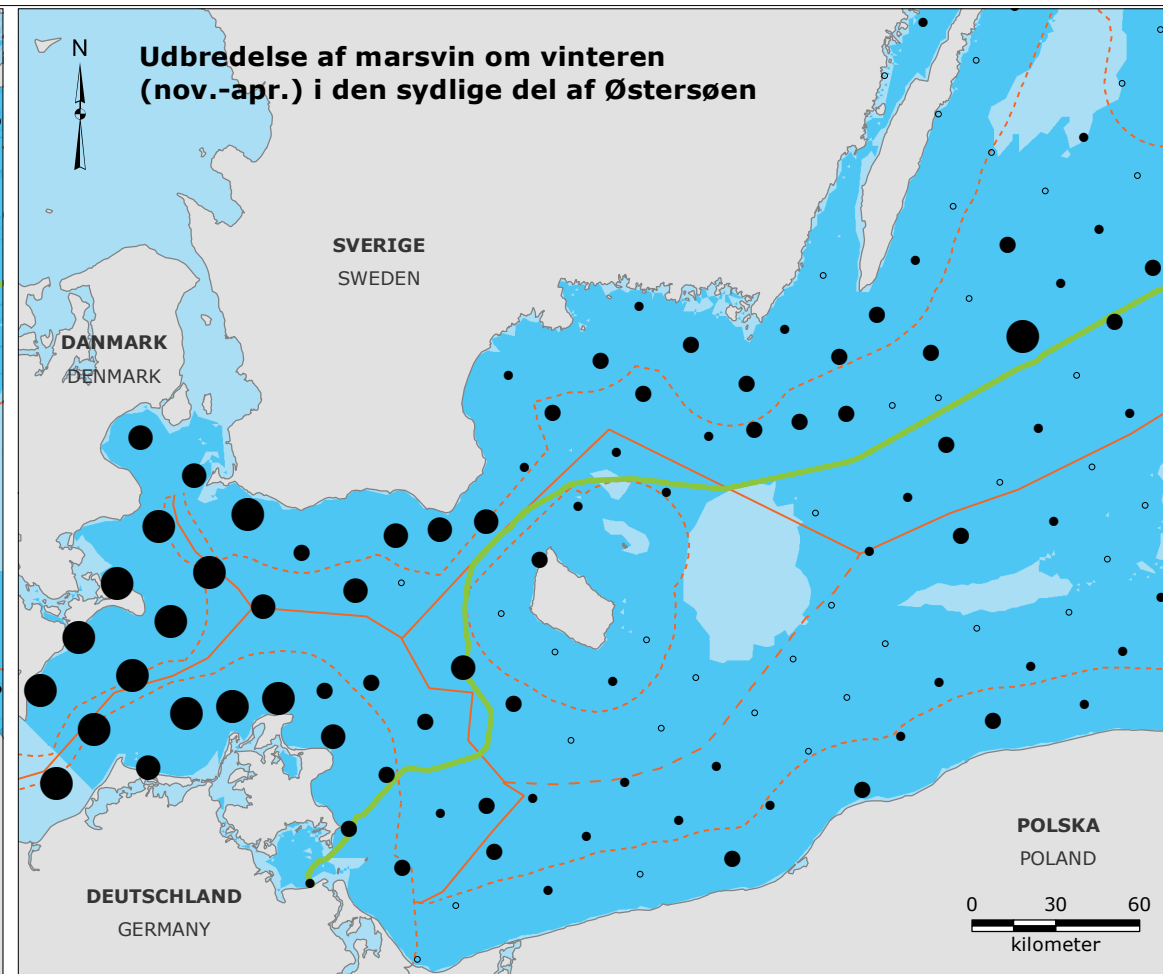 N
Udbredelse af marsvin om vinteren
(nov.-apr.) i den sydlige del af Østersøen
SVERIGE
SWEDEN
DANMARK
DENMARK
POLSKA
POLAND
DEUTSCHLAND
GERMANY
0 30 60
kilometer